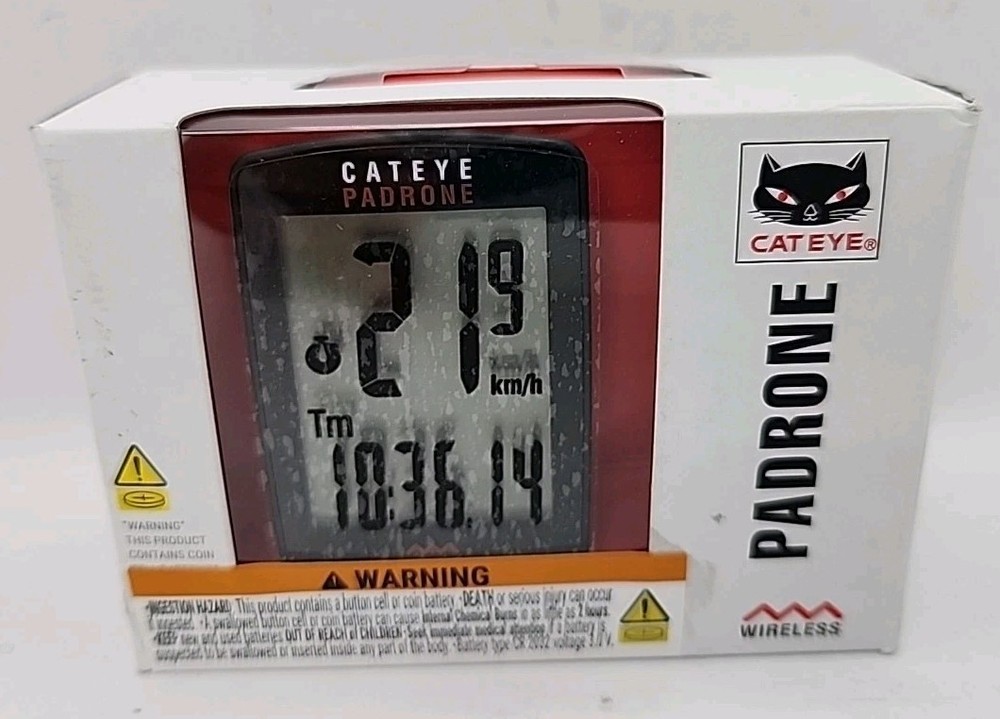 CATEYE
PADRONE
21 9
km/h
Tm
10:36.14
CATEYE®
PADRONE
WIRELESS
"WARNING"
THIS PRODUCT
CONTAINS COIN
WARNING
•INGESTION HAZARD: This product contains a button cell or coin battery. •DEATH or serious injury can occur
if ingested. •A swallowed button cell or coin battery can cause Internal Chemical Burns in as little as 2 hours.
•KEEP new and used batteries OUT OF REACH of CHILDREN •Seek immediate medical attention if a battery is
suspected to be swallowed or inserted inside any part of the body. •Battery type CR 2032 voltage 3.0 V.